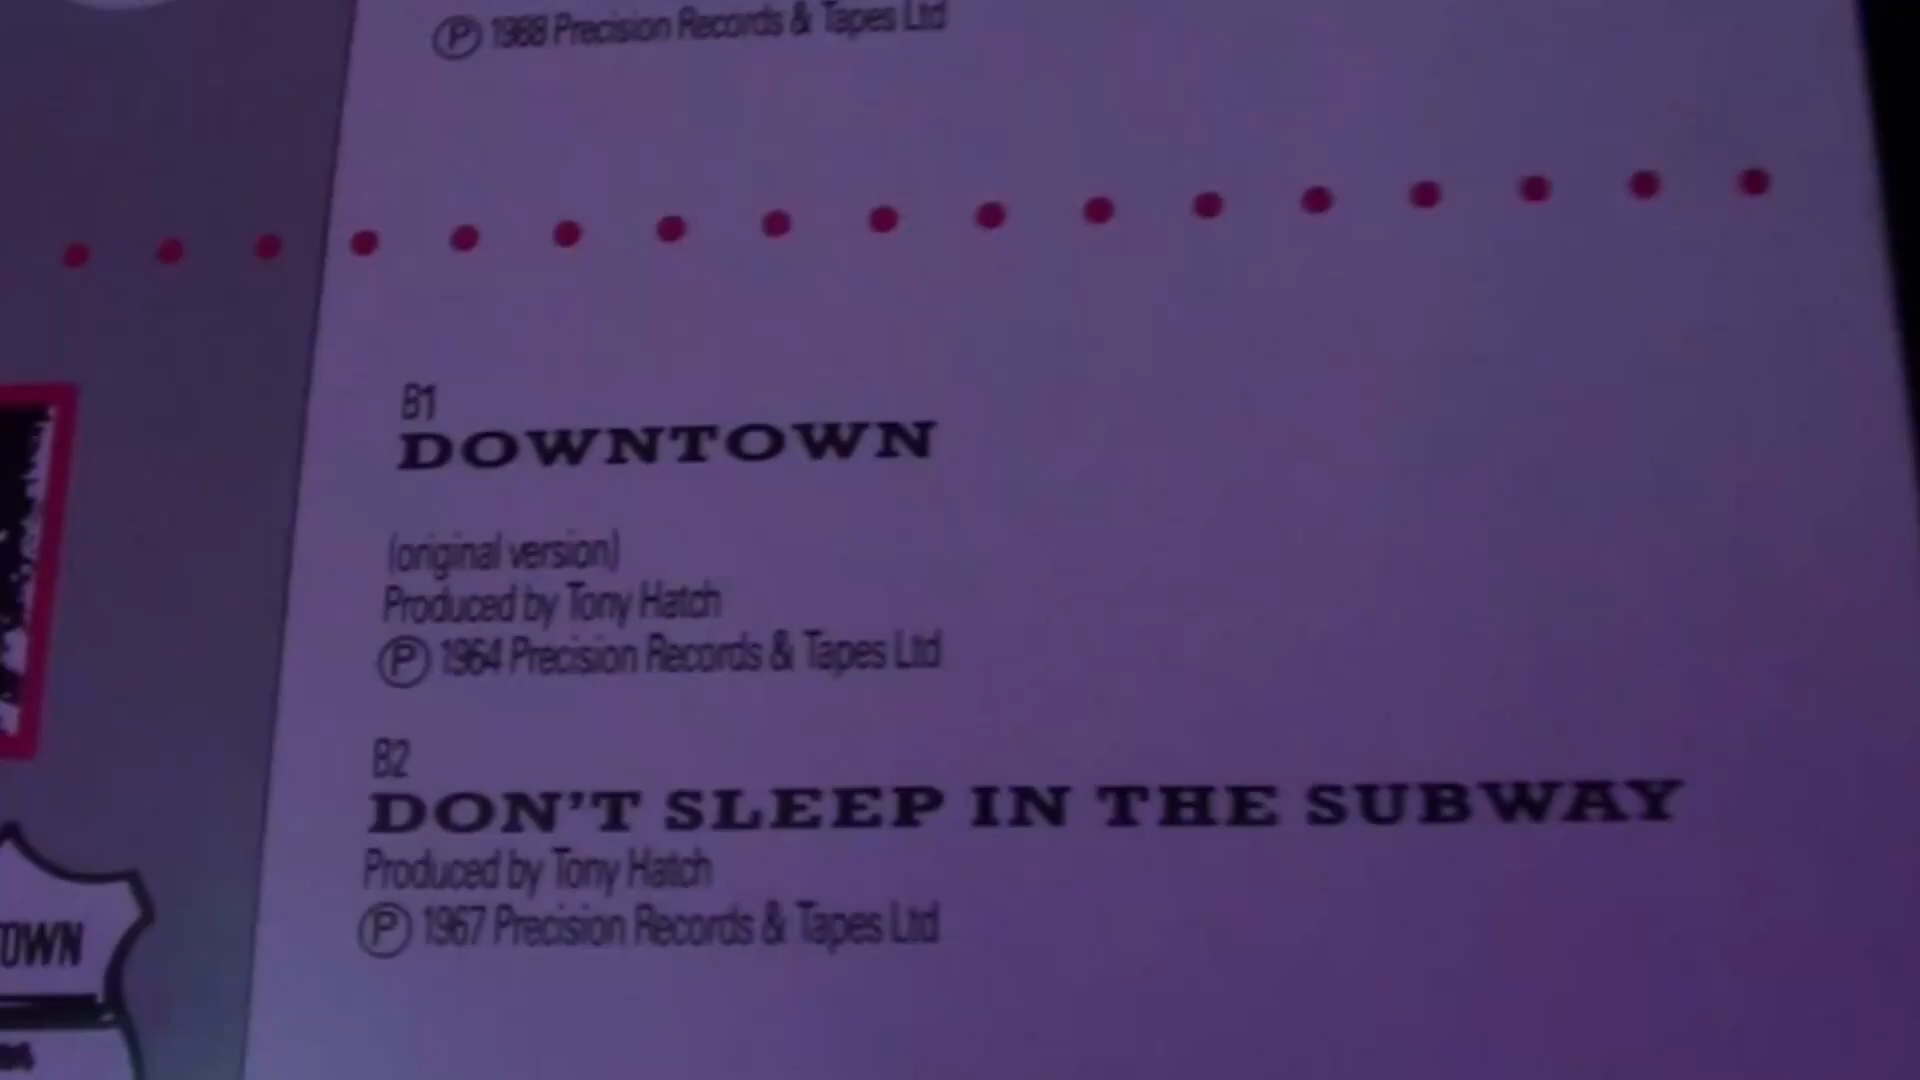 Ⓟ 1988 Precision Records & Tapes Ltd
B1
DOWNTOWN
(original version)
Produced by Tony Hatch
Ⓟ 1964 Precision Records & Tapes Ltd
B2
DON'T SLEEP IN THE SUBWAY
Produced by Tony Hatch
Ⓟ 1967 Precision Records & Tapes Ltd
OWN